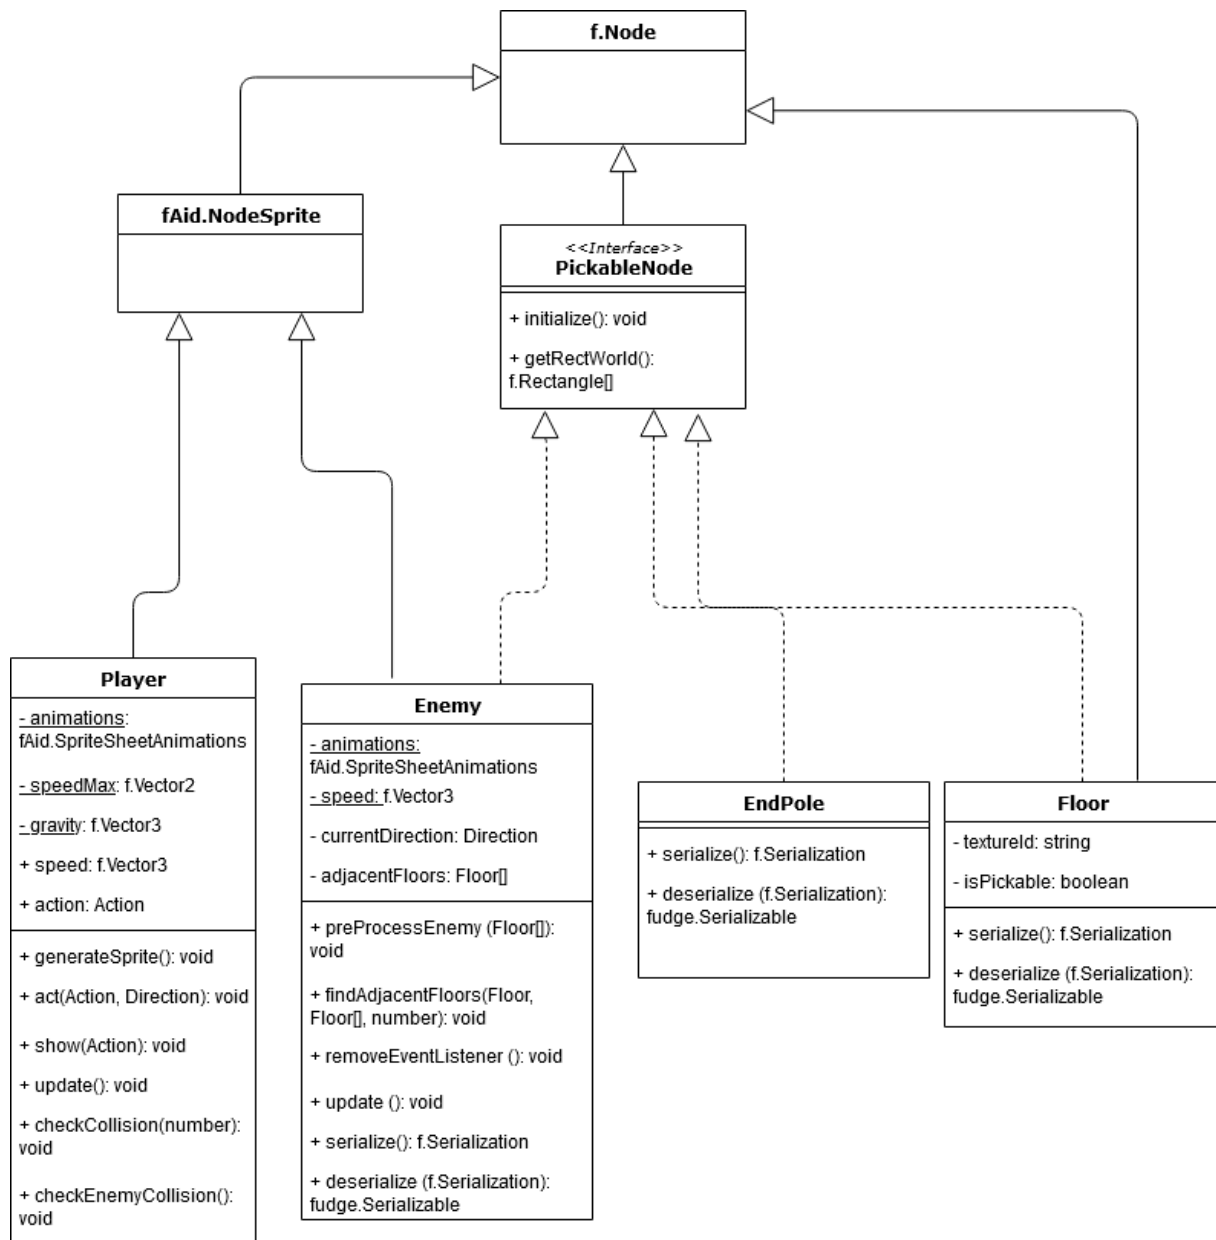 f.Node
fAid.NodeSprite
<<Interface>>
PickableNode
+ initialize(): void
+ getRectWorld():
f.Rectangle[]
Player
- animations:
fAid.SpriteSheetAnimations
- speedMax: f.Vector2
- gravity: f.Vector3
+ speed: f.Vector3
+ action: Action
+ generateSprite(): void
+ act(Action, Direction): void
+ show(Action): void
+ update(): void
+ checkCollision(number):
void
+ checkEnemyCollision():
void
Enemy
- animations:
fAid.SpriteSheetAnimations
- speed: f.Vector3
- currentDirection: Direction
- adjacentFloors: Floor[]
+ preProcessEnemy (Floor[]):
void
+ findAdjacentFloors(Floor,
Floor[], number): void
+ removeEventListener (): void
+ update (): void
+ serialize(): f.Serialization
+ deserialize (f.Serialization):
fudge.Serializable
EndPole
+ serialize(): f.Serialization
+ deserialize (f.Serialization):
fudge.Serializable
Floor
- textureId: string
- isPickable: boolean
+ serialize(): f.Serialization
+ deserialize (f.Serialization):
fudge.Serializable